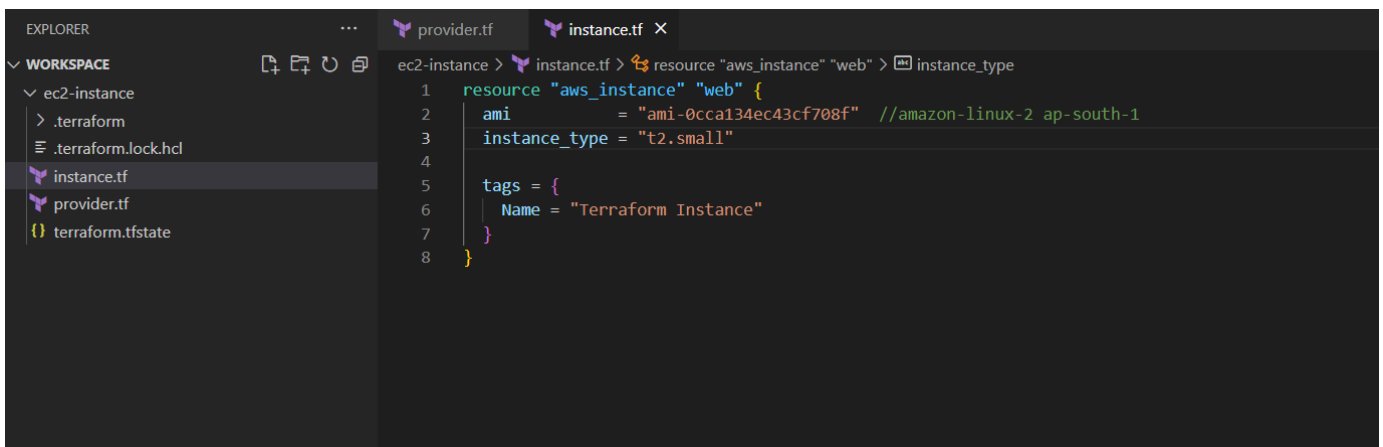 EXPLORER
...
WORKSPACE
ec2-instance
.terraform
.terraform.lock.hcl
instance.tf
provider.tf
{} terraform.tfstate
provider.tf
instance.tf
ec2-instance > instance.tf > resource "aws_instance" "web" > abc instance_type
1 resource "aws_instance" "web" {
2   ami           = "ami-0cca134ec43cf708f"  //amazon-linux-2 ap-south-1
3   instance_type = "t2.small"
4
5   tags = {
6     Name = "Terraform Instance"
7   }
8 }